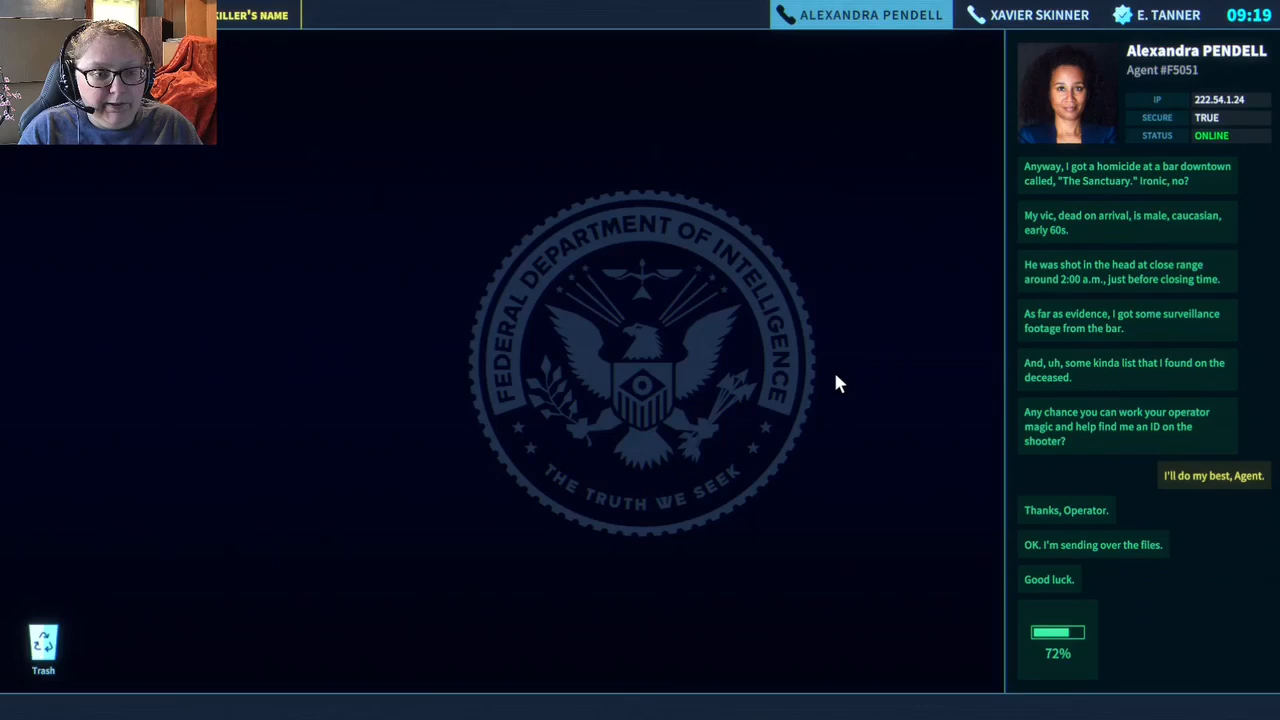 KILLER'S NAME
ALEXANDRA PENDELL
XAVIER SKINNER
E. TANNER
09:19
Alexandra PENDELL
Agent #F5051
IP
222.54.1.24
SECURE
TRUE
STATUS
ONLINE
Anyway, I got a homicide at a bar downtown
called, "The Sanctuary." Ironic, no?
My vic, dead on arrival, is male, caucasian,
early 60s.
He was shot in the head at close range
around 2:00 a.m., just before closing time.
As far as evidence, I got some surveillance
footage from the bar.
And, uh, some kinda list that I found on the
deceased.
Any chance you can work your operator
magic and help find me an ID on the
shooter?
I'll do my best, Agent.
Thanks, Operator.
OK. I'm sending over the files.
Good luck.
72%
FEDERAL DEPARTMENT OF INTELLIGENCE
THE TRUTH WE SEEK
Trash